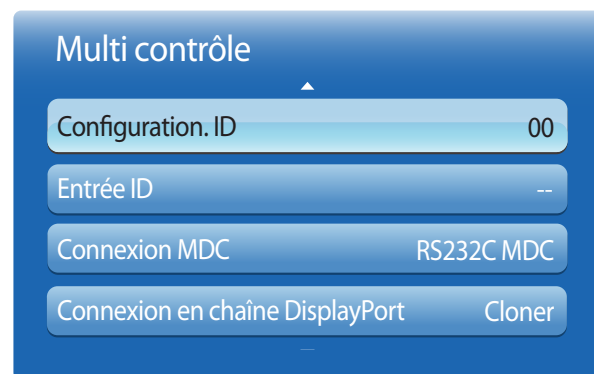 Multi contrôle
Configuration. ID 00
Entrée ID --
Connexion MDC RS232C MDC
Connexion en chaîne DisplayPort Cloner